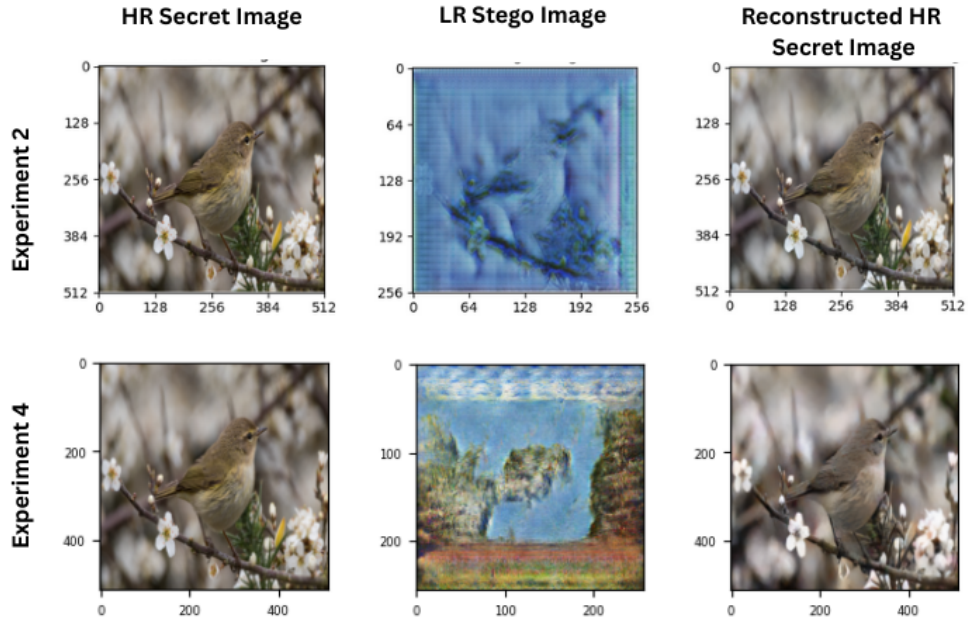 HR Secret Image
LR Stego Image
Reconstructed HR
Secret Image
Experiment 2
0
128
256
384
512
0 128 256 384 512
0
64
128
192
256
0 64 128 192 256
0
128
256
384
512
0 128 256 384 512
Experiment 4
0
200
400
0 200 400
0
100
200
0 100 200
0
200
400
0 200 400